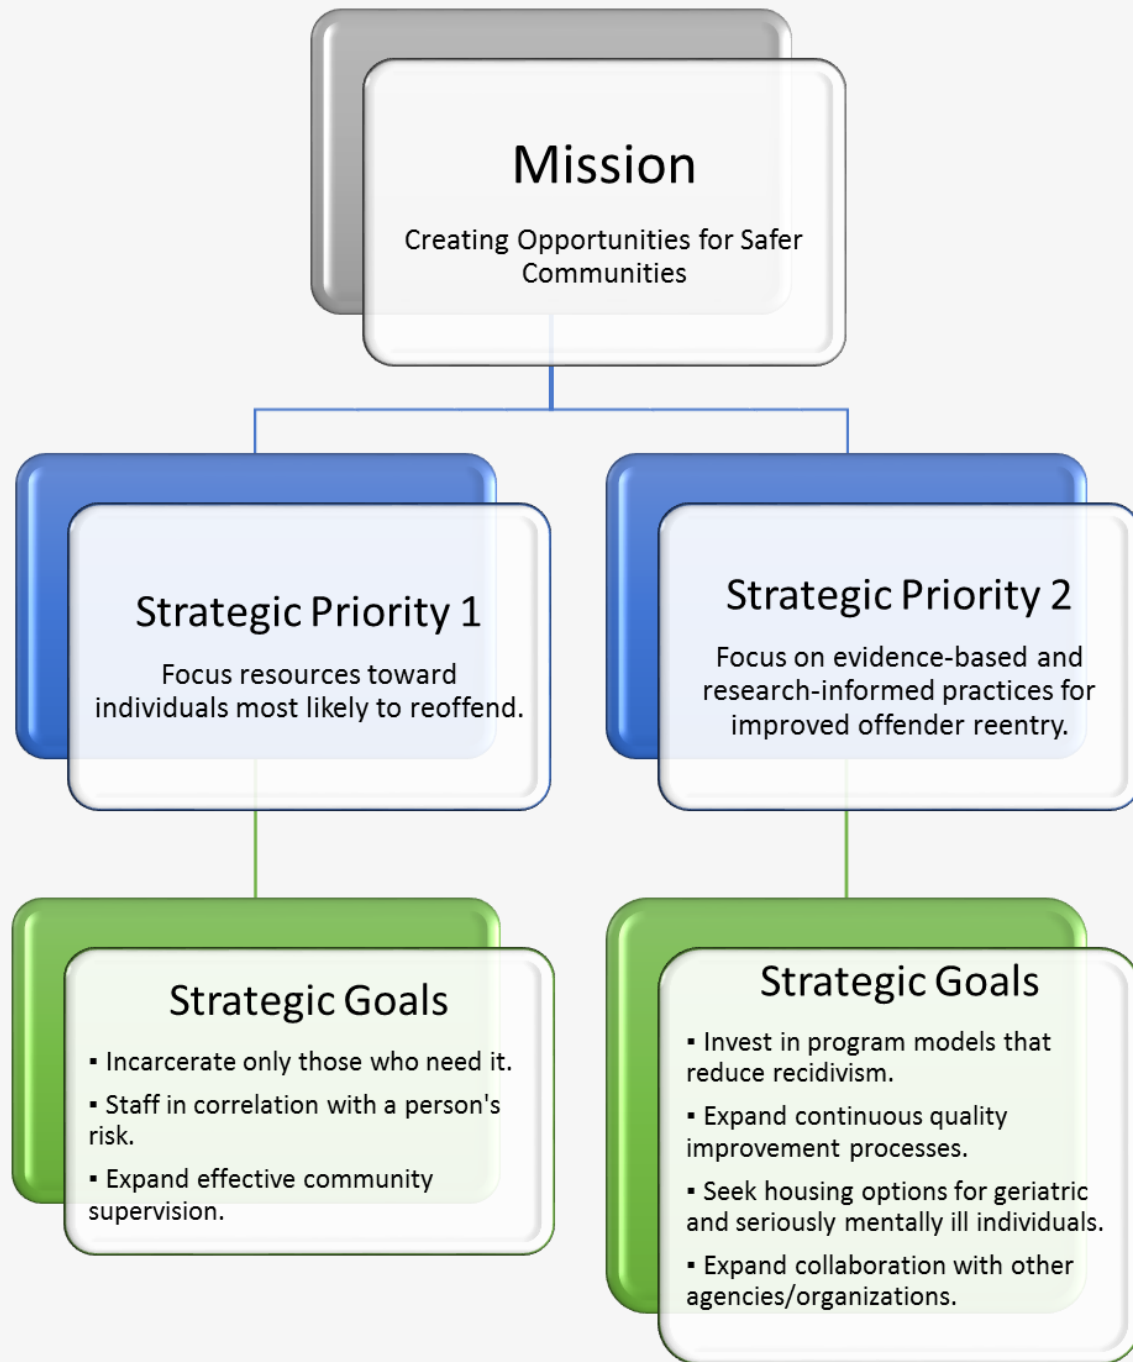 Mission
Creating Opportunities for Safer
Communities
Strategic Priority 1
Focus resources toward
individuals most likely to reoffend.
Strategic Priority 2
Focus on evidence-based and
research-informed practices for
improved offender reentry.
Strategic Goals
▪ Incarcerate only those who need it.
▪ Staff in correlation with a person's
risk.
▪ Expand effective community
supervision.
Strategic Goals
▪ Invest in program models that
reduce recidivism.
▪ Expand continuous quality
improvement processes.
▪ Seek housing options for geriatric
and seriously mentally ill individuals.
▪ Expand collaboration with other
agencies/organizations.